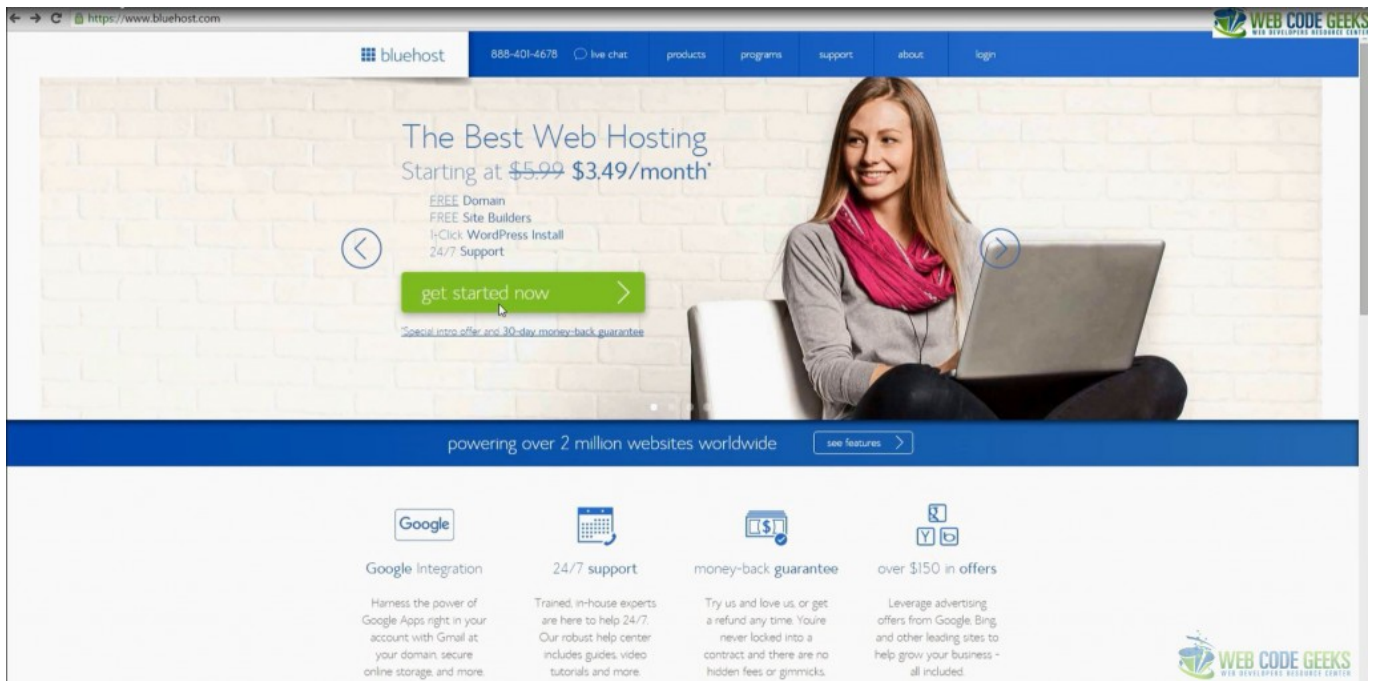 https://www.bluehost.com
WEB CODE GEEKS
WEB DEVELOPERS RESOURCE CENTER
bluehost
888-401-4678
live chat
products
programs
support
about
login
The Best Web Hosting
Starting at $5.99 $3.49/month*
FREE Domain
FREE Site Builders
1-Click WordPress Install
24/7 Support
get started now
*Special intro offer and 30-day money-back guarantee
powering over 2 million websites worldwide
see features
Google
Google Integration
Harness the power of
Google Apps right in your
account with Gmail at
your domain, secure
online storage, and more.
24/7 support
Trained, in-house experts
are here to help 24/7.
Our robust help center
includes guides, video
tutorials and more.
$
money-back guarantee
Try us and love us, or get
a refund any time. You're
never locked into a
contract and there are no
hidden fees or gimmicks.
g
Y b
over $150 in offers
Leverage advertising
offers from Google, Bing,
and other leading sites to
help grow your business -
all included.
WEB CODE GEEKS
WEB DEVELOPERS RESOURCE CENTER